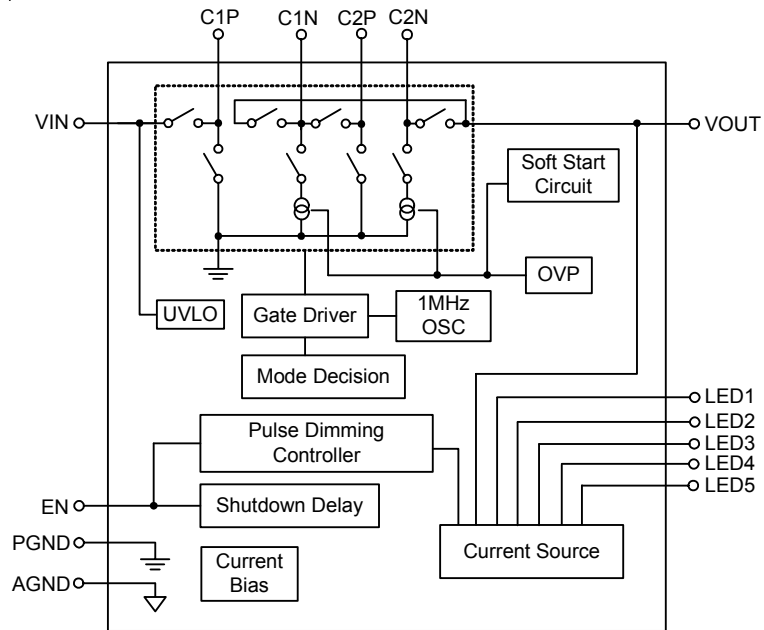 C1P
C1N
C2P
C2N
VIN
VOUT
Soft Start
Circuit
OVP
UVLO
Gate Driver
1MHz
OSC
Mode Decision
LED1
LED2
LED3
LED4
LED5
Pulse Dimming
Controller
EN
Shutdown Delay
PGND
AGND
Current
Bias
Current Source